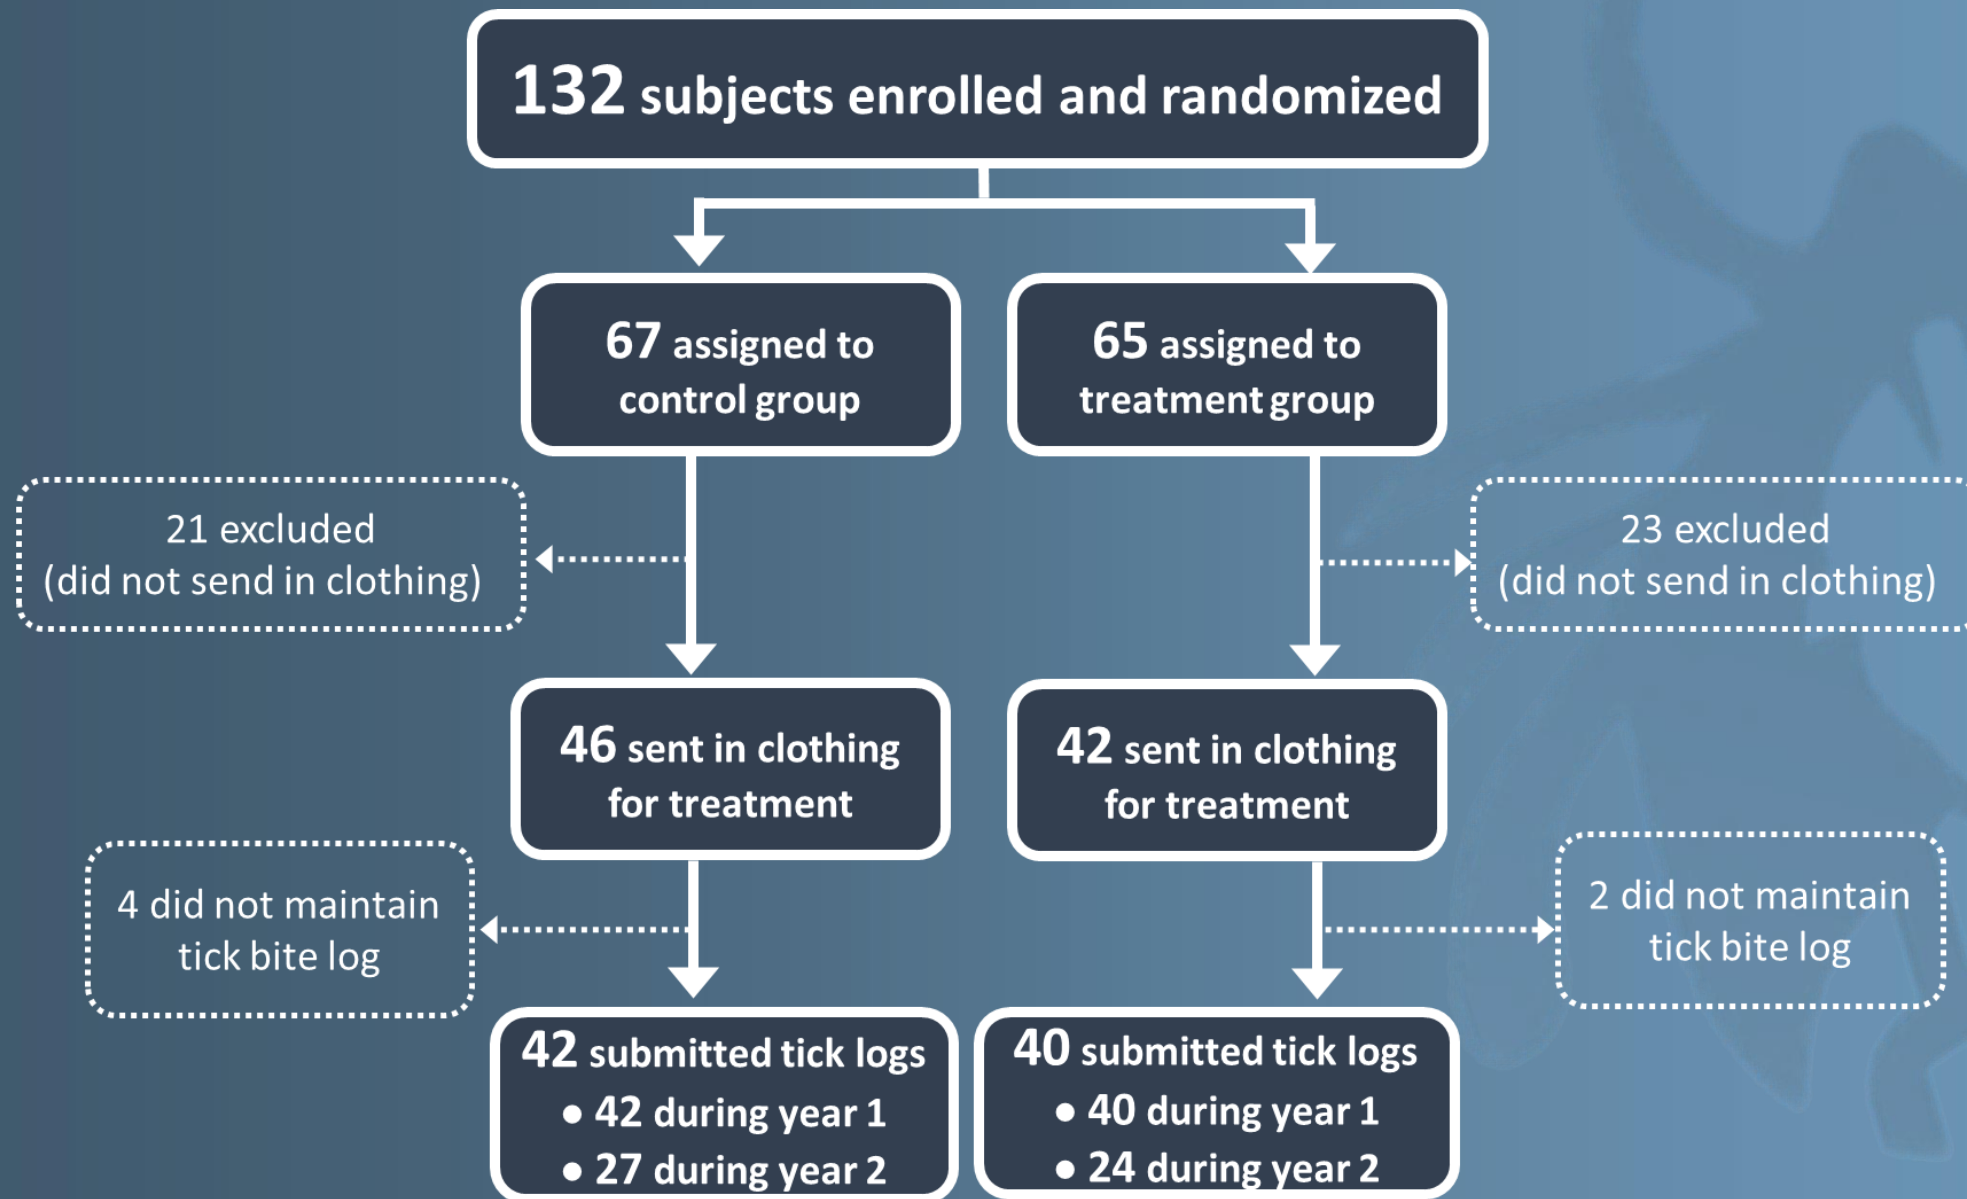 132 subjects enrolled and randomized
67 assigned to
control group
65 assigned to
treatment group
21 excluded
(did not send in clothing)
23 excluded
(did not send in clothing)
46 sent in clothing
for treatment
42 sent in clothing
for treatment
4 did not maintain
tick bite log
2 did not maintain
tick bite log
42 submitted tick logs
• 42 during year 1
• 27 during year 2
40 submitted tick logs
• 40 during year 1
• 24 during year 2